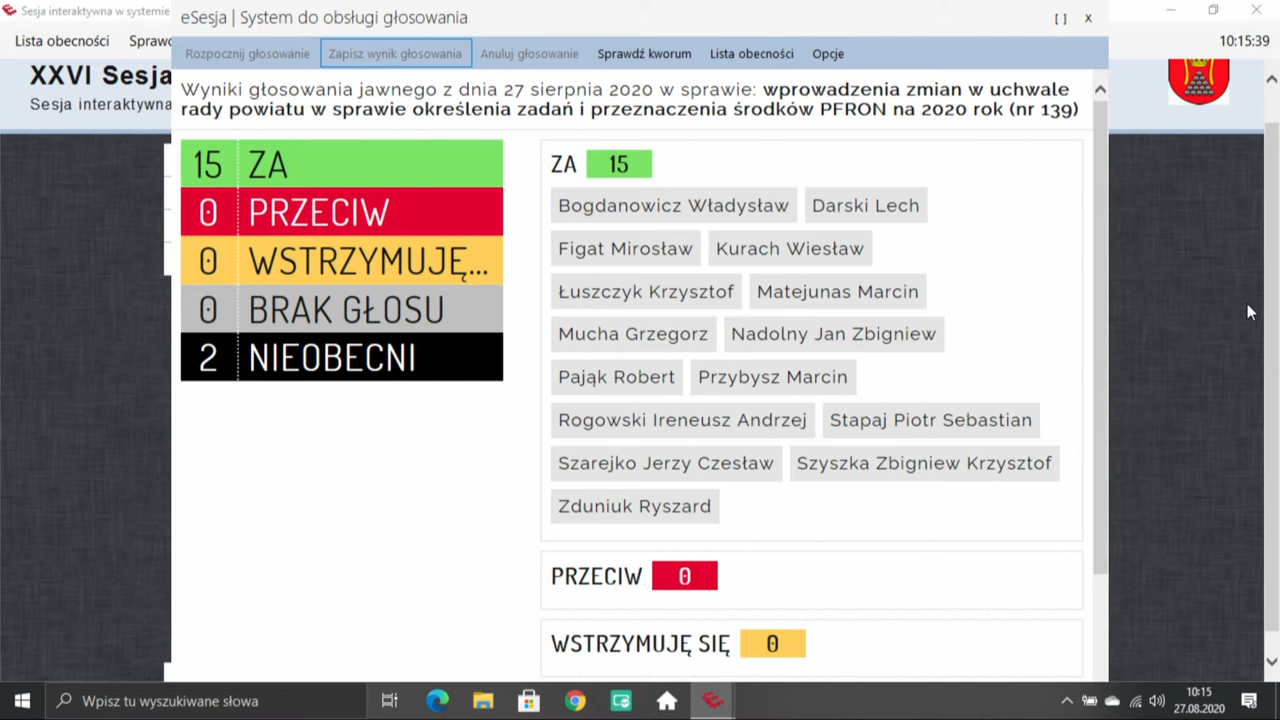 Sesja interaktywna w systemie
eSesja | System do obsługi głosowania
[ ] x
Lista obecności
10:15:39
Rozpocznij głosowanie Zapisz wynik głosowania Anuluj głosowanie Sprawdź kworum Lista obecności Opcje
XXVI Sesja
Sesja interaktywna
Wyniki głosowania jawnego z dnia 27 sierpnia 2020 w sprawie: wprowadzenia zmian w uchwale
rady powiatu w sprawie określenia zadań i przeznaczenia środków PFRON na 2020 rok (nr 139)
15 ZA
0 PRZECIW
0 WSTRZYMUJĘ...
0 BRAK GŁOSU
2 NIEOBECNI
ZA 15
Bogdanowicz Władysław Darski Lech
Figat Mirosław Kurach Wiesław
Łuszczyk Krzysztof Matejunas Marcin
Mucha Grzegorz Nadolny Jan Zbigniew
Pająk Robert Przybysz Marcin
Rogowski Ireneusz Andrzej Stapaj Piotr Sebastian
Szarejko Jerzy Czesław Szyszka Zbigniew Krzysztof
Zduniuk Ryszard
PRZECIW 0
WSTRZYMUJĘ SIĘ 0
Wpisz tu wyszukiwane słowa
10:15
27.08.2020